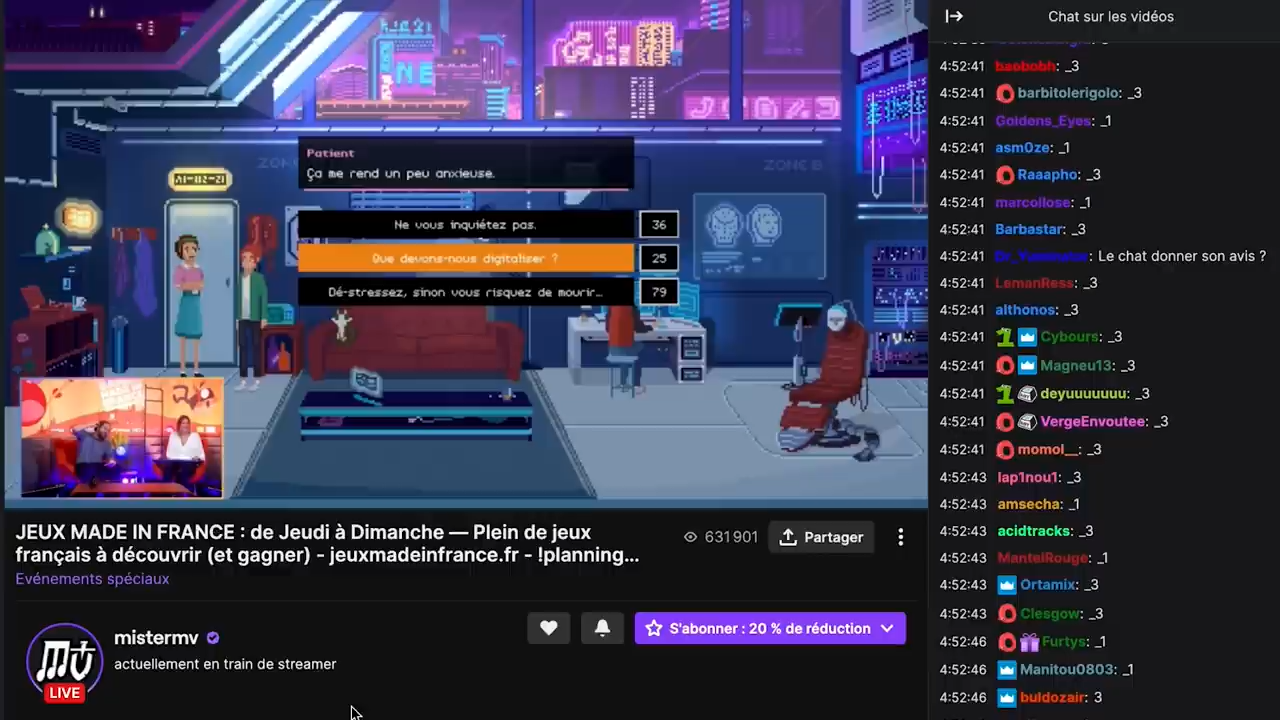 Chat sur les vidéos
ZONE B
A1-02-21
Patient
Ça me rend un peu anxieuse.
Ne vous inquiétez pas. 36
Que devons-nous digitaliser ? 25
Dé-stressez, sinon vous risquez de mourir... 79
JEUX MADE IN FRANCE : de Jeudi à Dimanche — Plein de jeux
français à découvrir (et gagner) - jeuxmadeinfrance.fr - !planning...
631 901
Partager
Evénements spéciaux
mistermv
actuellement en train de streamer
LIVE
S'abonner : 20 % de réduction
4:52:41 baobobh: _3
4:52:41 barbitolerigolo: _3
4:52:41 Goldens_Eyes: _1
4:52:41 asm0ze: _1
4:52:41 Raaapho: _3
4:52:41 marcollose: _1
4:52:41 Barbastar: _3
4:52:41 : Le chat donner son avis ?
4:52:41 LemanRess: _3
4:52:41 althonos: _3
4:52:41 Cybours: _3
4:52:41 Magneu13: _3
4:52:41 deyuuuuuuu: _3
4:52:41 VergeEnvoutee: _3
4:52:41 momol__: _3
4:52:43 lap1nou1: _3
4:52:43 amsecha: _1
4:52:43 acidtracks: _3
4:52:43 MantelRouge: _1
4:52:43 Ortamix: _3
4:52:43 Clesgow: _3
4:52:46 Furtys: _1
4:52:46 Manitou0803: _1
4:52:46 buldozair: 3